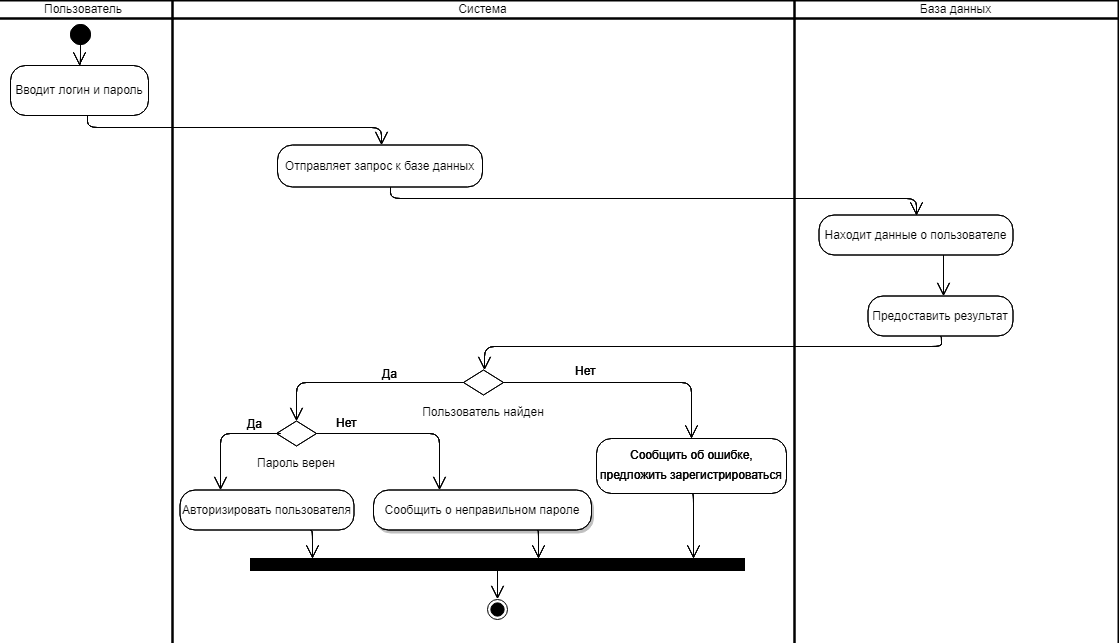 Пользователь
Система
База данных
Вводит логин и пароль
Отправляет запрос к базе данных
Находит данные о пользователе
Предоставить результат
Да
Нет
Пользователь найден
Да
Нет
Пароль верен
Сообщить об ошибке,
предложить зарегистрироваться
Авторизировать пользователя
Сообщить о неправильном пароле